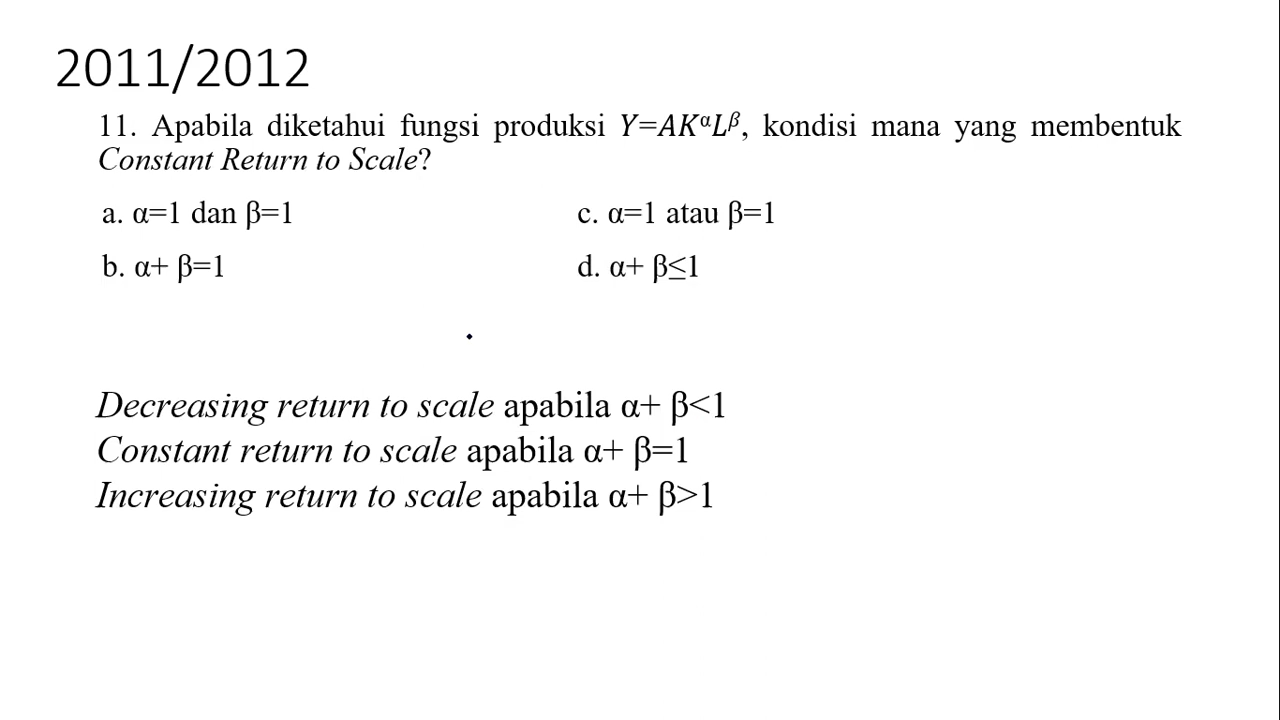 2011/2012
11. Apabila diketahui fungsi produksi Y=AKᵅLᵝ, kondisi mana yang membentuk
Constant Return to Scale?
a. α=1 dan β=1
c. α=1 atau β=1
b. α+ β=1
d. α+ β≤1
Decreasing return to scale apabila α+ β<1
Constant return to scale apabila α+ β=1
Increasing return to scale apabila α+ β>1